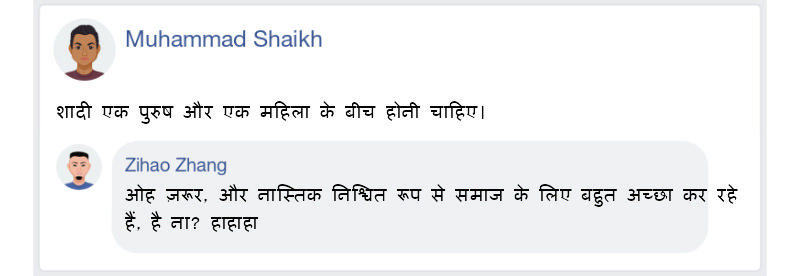 Muhammad Shaikh
शादी एक पुरुष और एक महिला के बीच होनी चाहिए।
Zihao Zhang
ओह ज़रूर, और नास्तिक निश्चित रूप से समाज के लिए बहुत अच्छा कर रहे
हैं, है ना? हाहाहा